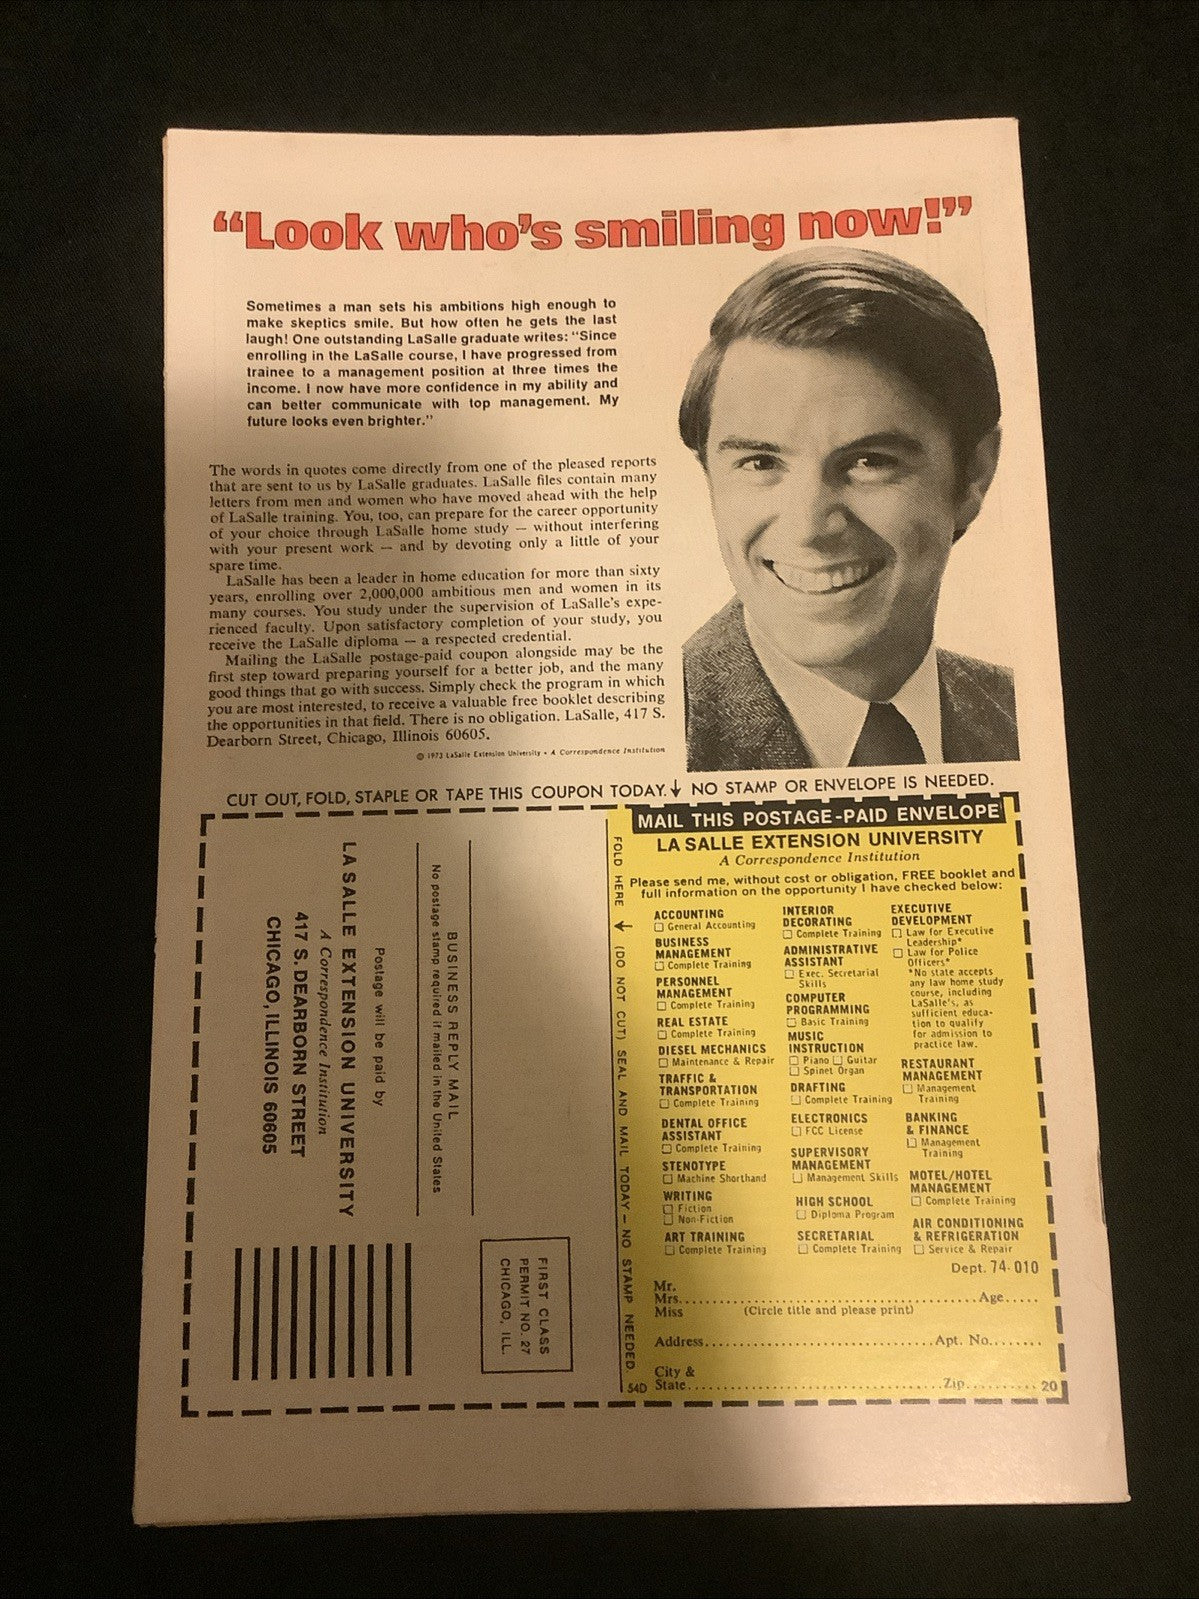 “Look who's smiling now!”
Sometimes a man sets his ambitions high enough to
make skeptics smile. But how often he gets the last
laugh! One outstanding LaSalle graduate writes: “Since
enrolling in the LaSalle course, I have progressed from
trainee to a management position at three times the
income. I now have more confidence in my ability and
can better communicate with top management. My
future looks even brighter.”
The words in quotes come directly from one of the pleased reports
that are sent to us by LaSalle graduates. LaSalle files contain many
letters from men and women who have moved ahead with the help
of LaSalle training. You, too, can prepare for the career opportunity
of your choice through LaSalle home study — without interfering
with your present work — and by devoting only a little of your
spare time.
LaSalle has been a leader in home education for more than sixty
years, enrolling over 2,000,000 ambitious men and women in its
many courses. You study under the supervision of LaSalle's expe-
rienced faculty. Upon satisfactory completion of your study, you
receive the LaSalle diploma — a respected credential.
Mailing the LaSalle postage-paid coupon alongside may be the
first step toward preparing yourself for a better job, and the many
good things that go with success. Simply check the program in which
you are most interested, to receive a valuable free booklet describing
the opportunities in that field. There is no obligation. LaSalle, 417 S.
Dearborn Street, Chicago, Illinois 60605.
© 1973 LaSalle Extension University • A Correspondence Institution
CUT OUT, FOLD, STAPLE OR TAPE THIS COUPON TODAY. ↓ NO STAMP OR ENVELOPE IS NEEDED.
FIRST CLASS
PERMIT NO. 27
CHICAGO, ILL.
BUSINESS REPLY MAIL
No postage stamp required if mailed in the United States
Postage will be paid by
LA SALLE EXTENSION UNIVERSITY
A Correspondence Institution
417 S. DEARBORN STREET
CHICAGO, ILLINOIS 60605
FOLD HERE ↓ (DO NOT CUT) SEAL AND MAIL TODAY — NO STAMP NEEDED.
MAIL THIS POSTAGE-PAID ENVELOPE
LA SALLE EXTENSION UNIVERSITY
A Correspondence Institution
Please send me, without cost or obligation, FREE booklet and
full information on the opportunity I have checked below:
ACCOUNTING
☐ General Accounting
BUSINESS
MANAGEMENT
☐ Complete Training
PERSONNEL
MANAGEMENT
☐ Complete Training
REAL ESTATE
☐ Complete Training
DIESEL MECHANICS
☐ Maintenance & Repair
TRAFFIC &
TRANSPORTATION
☐ Complete Training
DENTAL OFFICE
ASSISTANT
☐ Complete Training
STENOTYPE
☐ Machine Shorthand
WRITING
☐ Fiction
☐ Non-Fiction
ART TRAINING
☐ Complete Training
INTERIOR
DECORATING
☐ Complete Training
ADMINISTRATIVE
ASSISTANT
☐ Exec. Secretarial
Skills
COMPUTER
PROGRAMMING
☐ Basic Training
MUSIC
INSTRUCTION
☐ Piano ☐ Guitar
☐ Spinet Organ
DRAFTING
☐ Complete Training
ELECTRONICS
☐ FCC License
SUPERVISORY
MANAGEMENT
☐ Management Skills
HIGH SCHOOL
☐ Diploma Program
SECRETARIAL
☐ Complete Training
EXECUTIVE
DEVELOPMENT
☐ Law for Executive
Leadership*
☐ Law for Police
Officers*
*No state accepts
any law home study
course, including
LaSalle's, as
sufficient educa-
tion to qualify
for admission to
practice law.
RESTAURANT
MANAGEMENT
☐ Management
Training
BANKING
& FINANCE
☐ Management
Training
MOTEL/HOTEL
MANAGEMENT
☐ Complete Training
AIR CONDITIONING
& REFRIGERATION
☐ Service & Repair
Dept. 74-010
Mr.
Mrs. Age
Miss (Circle title and please print)
Address Apt. No.
City &
54D State Zip 20